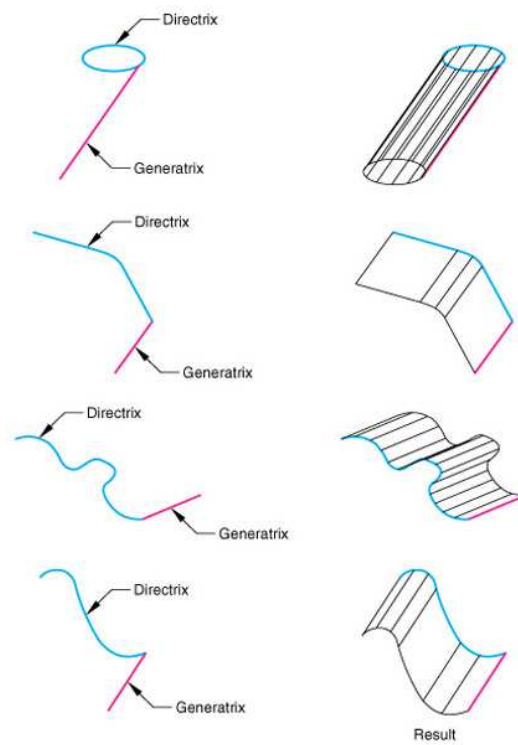 Directrix
Generatrix
Directrix
Generatrix
Directrix
Generatrix
Directrix
Generatrix
Result